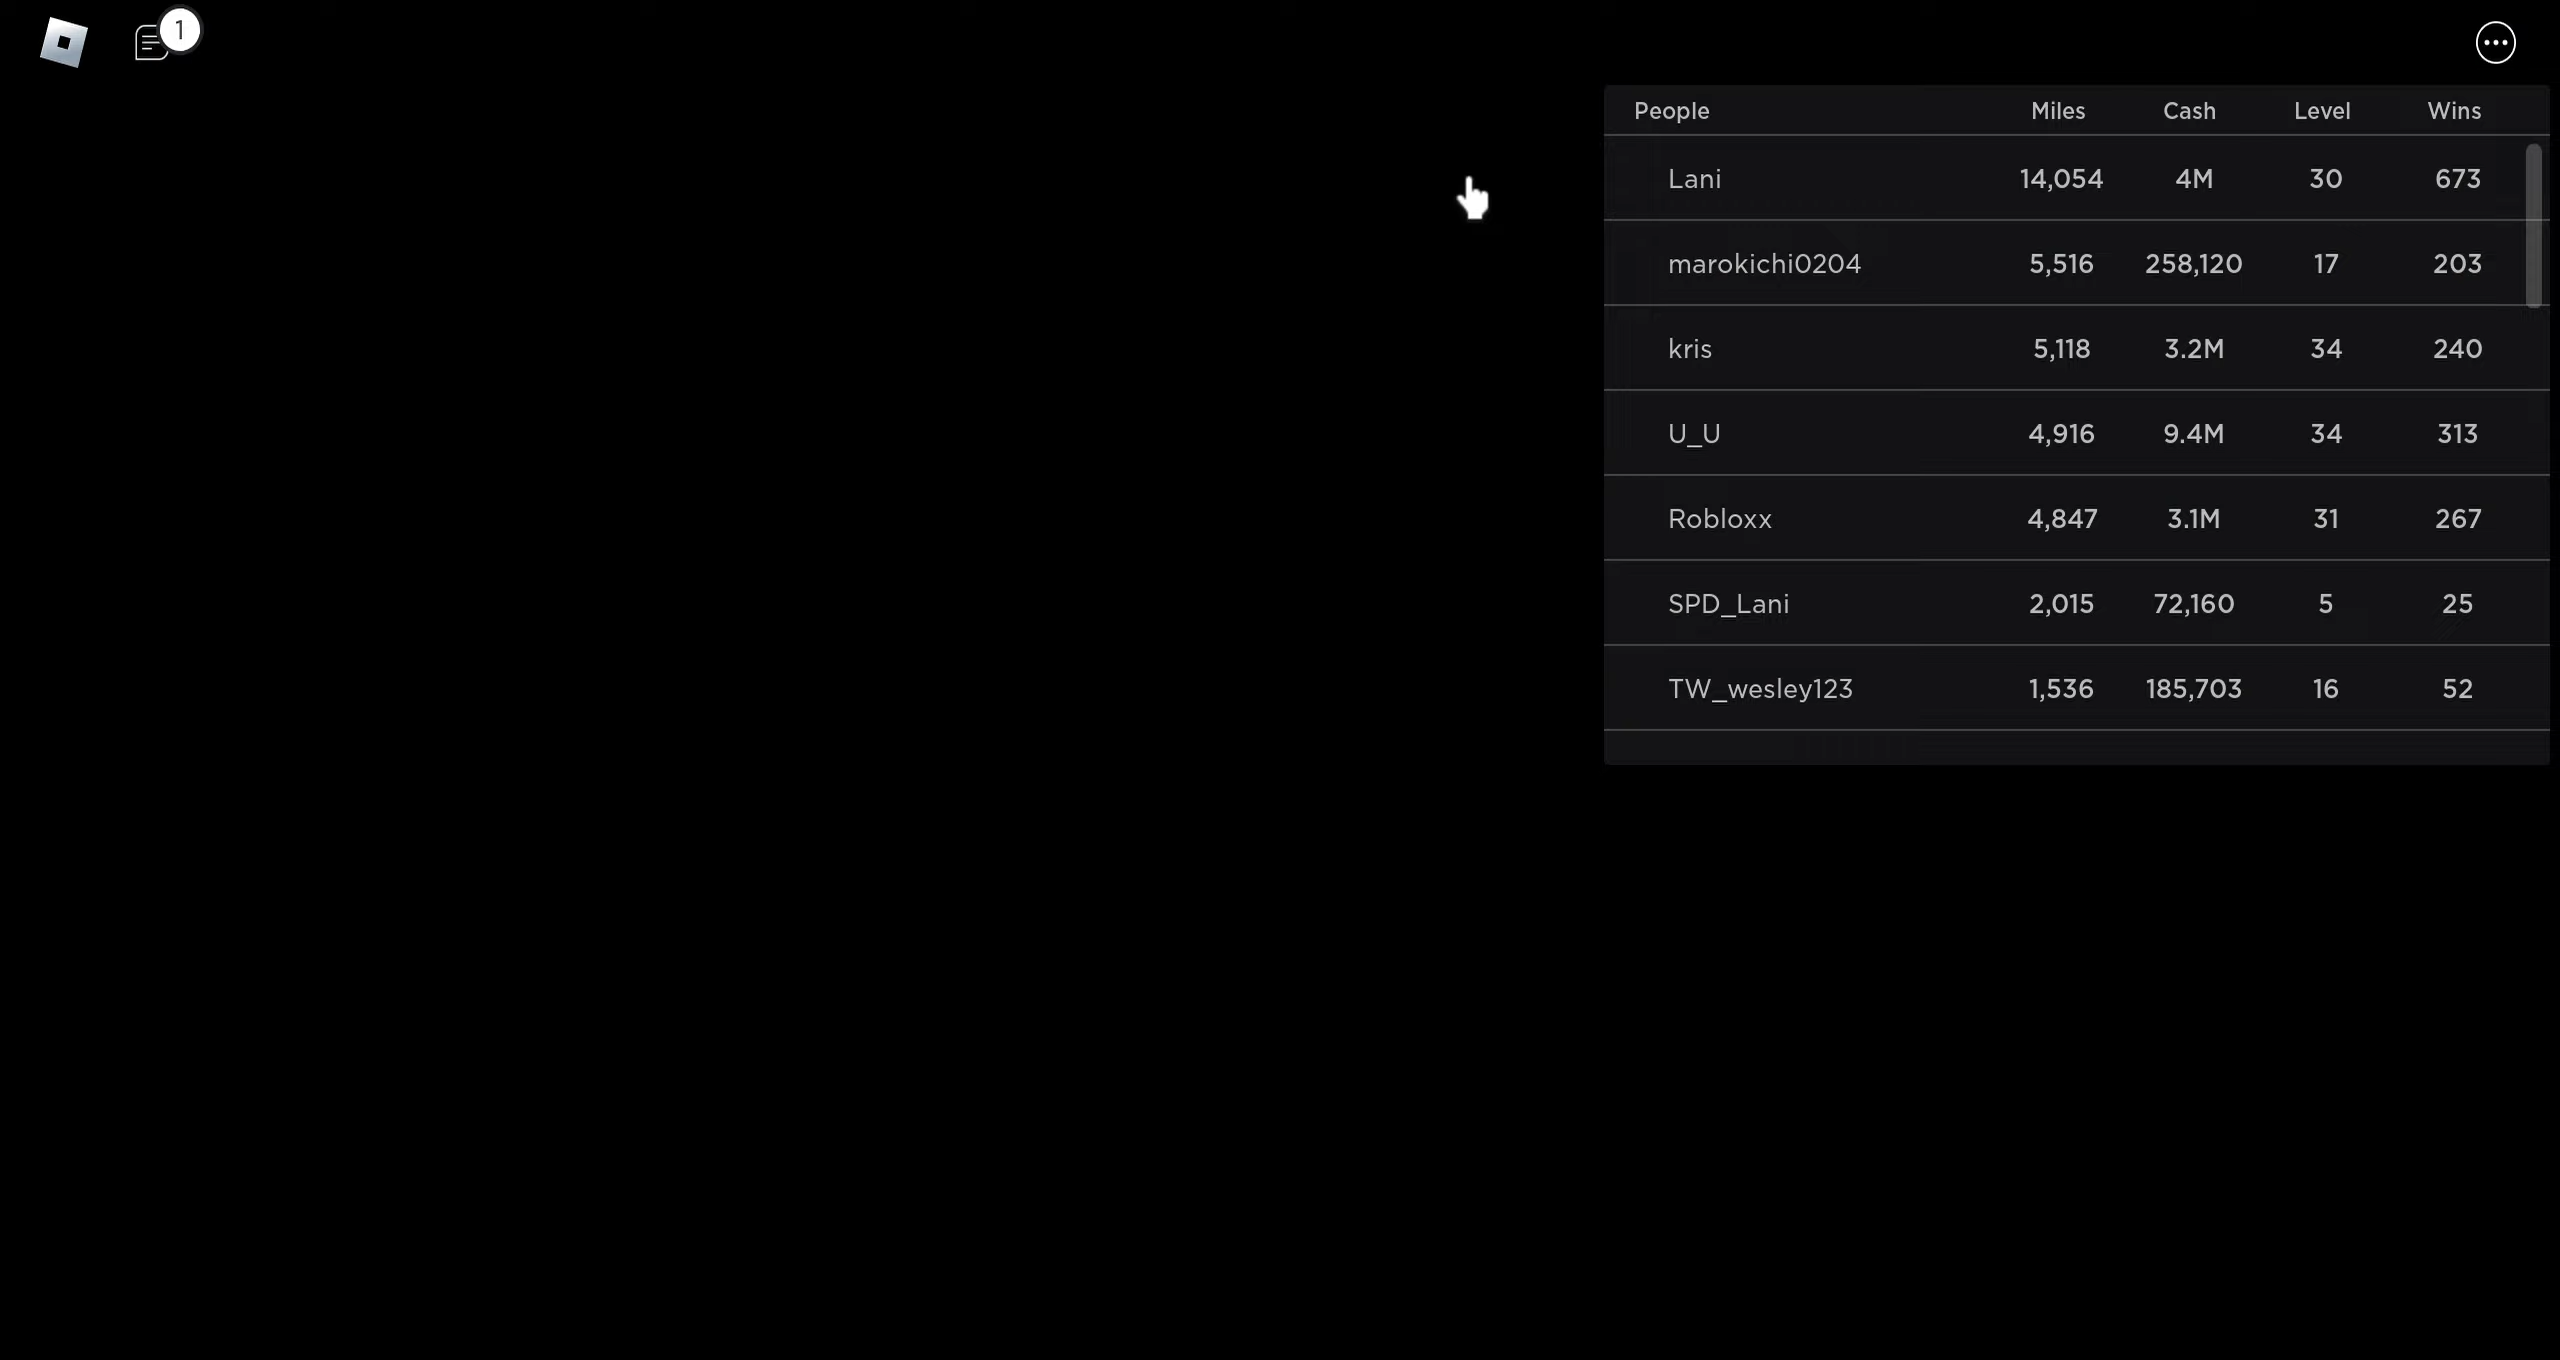 1
People Miles Cash Level Wins
Lani 14,054 4M 30 673
marokichi0204 5,516 258,120 17 203
kris 5,118 3.2M 34 240
U_U 4,916 9.4M 34 313
Robloxx 4,847 3.1M 31 267
SPD_Lani 2,015 72,160 5 25
TW_wesley123 1,536 185,703 16 52